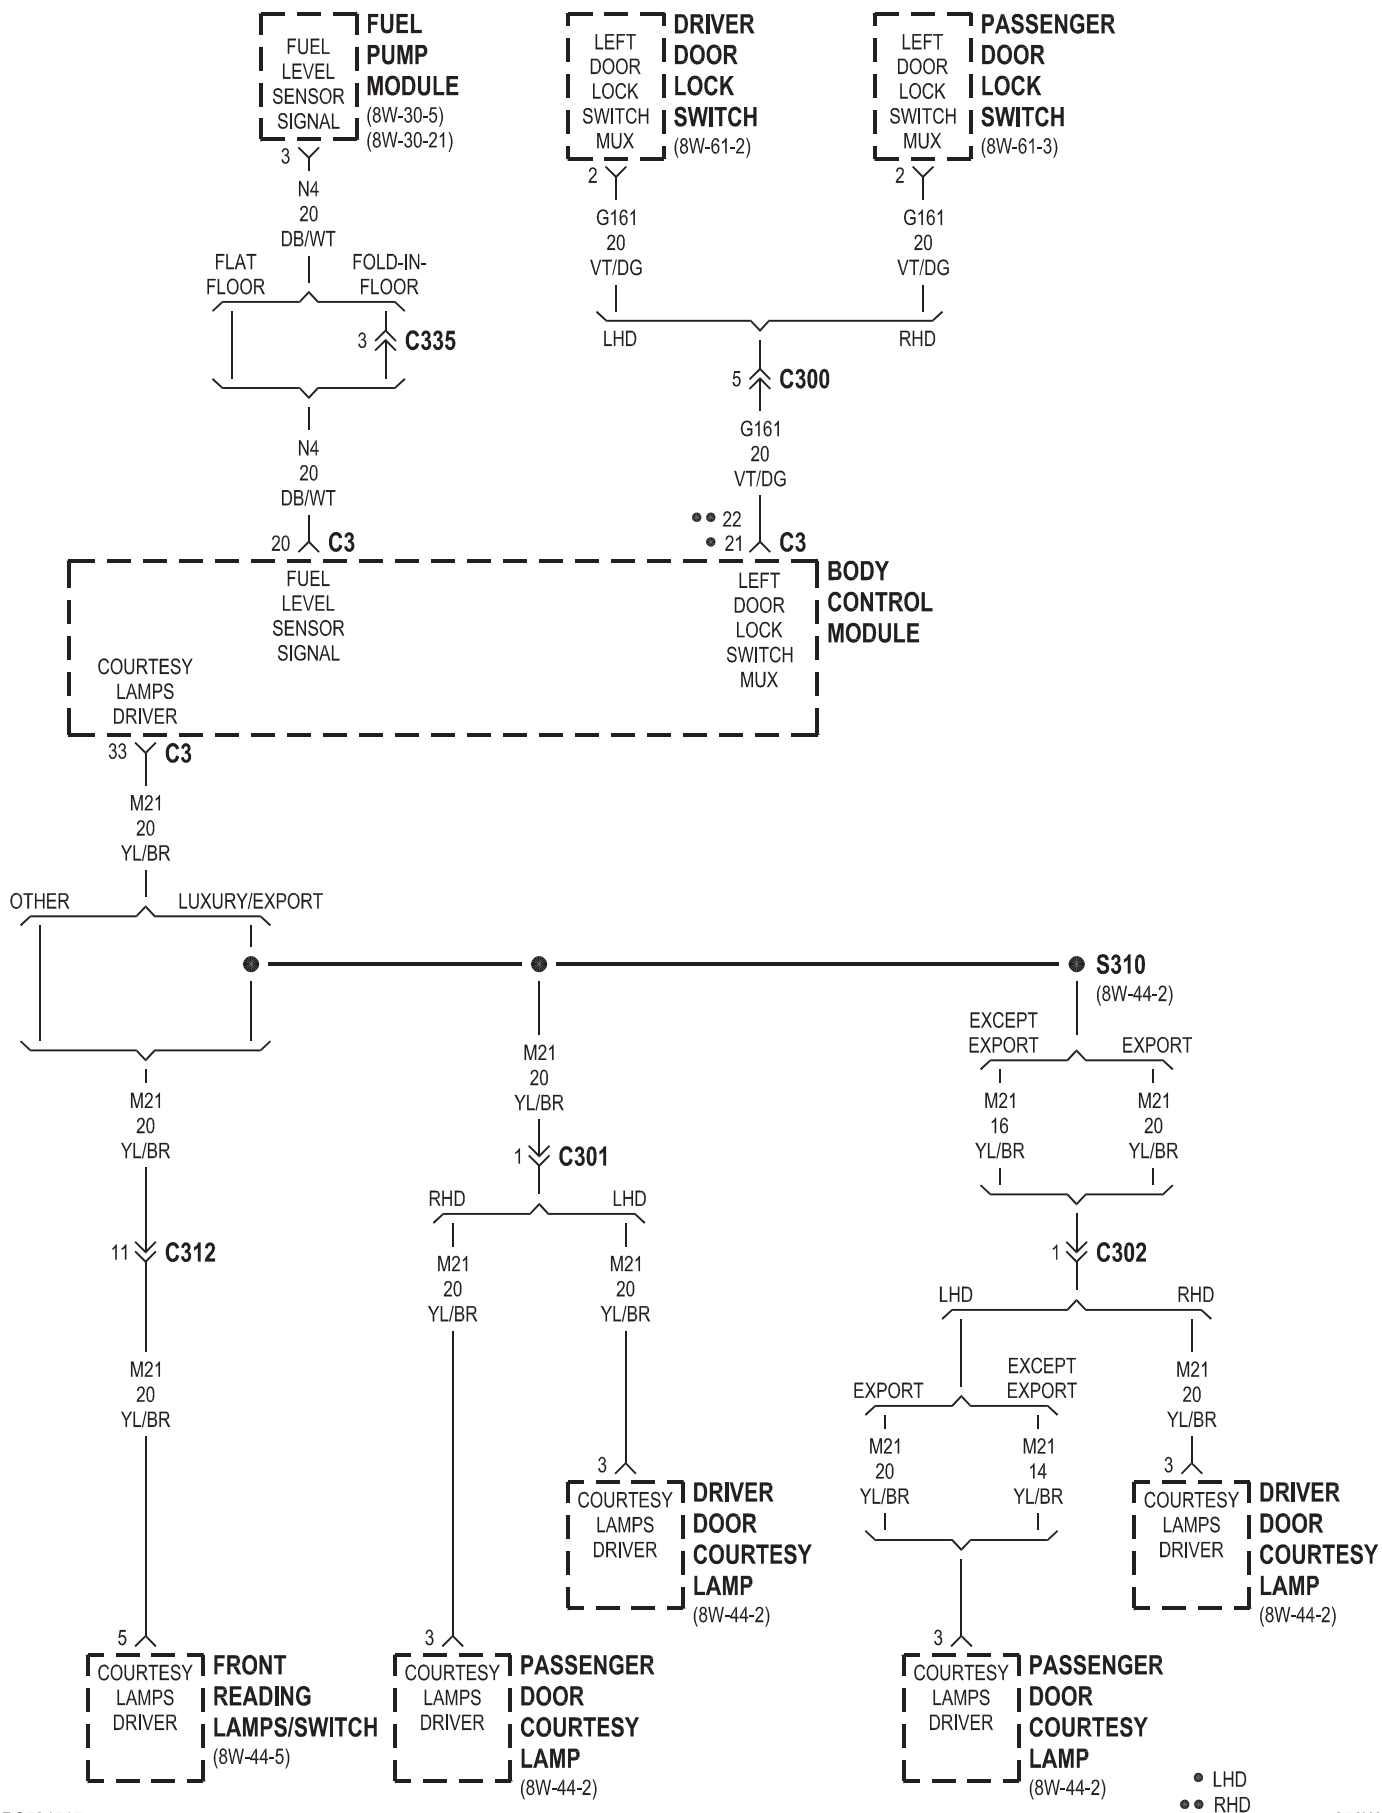 FUEL
LEVEL
SENSOR
SIGNAL
FUEL
PUMP
MODULE
(8W-30-5)
(8W-30-21)
LEFT
DOOR
LOCK
SWITCH
MUX
DRIVER
DOOR
LOCK
SWITCH
(8W-61-2)
LEFT
DOOR
LOCK
SWITCH
MUX
PASSENGER
DOOR
LOCK
SWITCH
(8W-61-3)
3
N4
20
DB/WT
2
G161
20
VT/DG
2
G161
20
VT/DG
FLAT
FLOOR
FOLD-IN-
FLOOR
3 C335
LHD
RHD
5 C300
N4
20
DB/WT
G161
20
VT/DG
20 C3
•• 22
• 21 C3
BODY
CONTROL
MODULE
FUEL
LEVEL
SENSOR
SIGNAL
LEFT
DOOR
LOCK
SWITCH
MUX
COURTESY
LAMPS
DRIVER
33 C3
M21
20
YL/BR
OTHER
LUXURY/EXPORT
S310
(8W-44-2)
M21
20
YL/BR
11 C312
M21
20
YL/BR
M21
20
YL/BR
1 C301
RHD
LHD
M21
20
YL/BR
M21
20
YL/BR
EXCEPT
EXPORT
EXPORT
M21
16
YL/BR
M21
20
YL/BR
1 C302
LHD
RHD
EXPORT
EXCEPT
EXPORT
M21
20
YL/BR
M21
14
YL/BR
M21
20
YL/BR
3
COURTESY
LAMPS
DRIVER
DRIVER
DOOR
COURTESY
LAMP
(8W-44-2)
3
COURTESY
LAMPS
DRIVER
DRIVER
DOOR
COURTESY
LAMP
(8W-44-2)
5
COURTESY
LAMPS
DRIVER
FRONT
READING
LAMPS/SWITCH
(8W-44-5)
3
COURTESY
LAMPS
DRIVER
PASSENGER
DOOR
COURTESY
LAMP
(8W-44-2)
3
COURTESY
LAMPS
DRIVER
PASSENGER
DOOR
COURTESY
LAMP
(8W-44-2)
• LHD
•• RHD